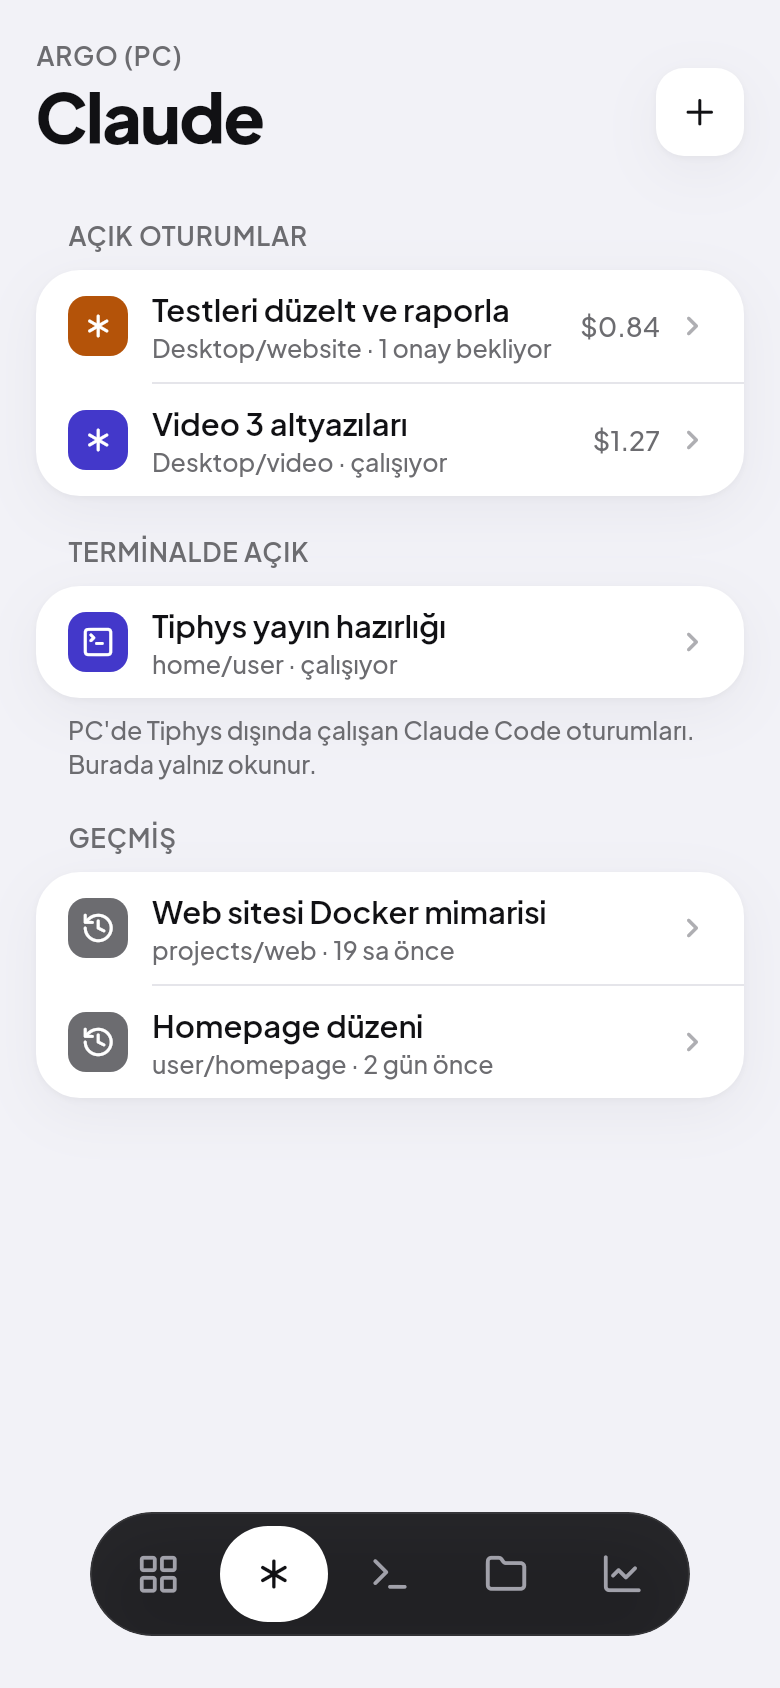 ARGO (PC)
Claude
AÇIK OTURUMLAR
Testleri düzelt ve raporla
$0.84
Desktop/website · 1 onay bekliyor
Video 3 altyazıları
$1.27
Desktop/video · çalışıyor
TERMİNALDE AÇIK
Tiphys yayın hazırlığı
home/user · çalışıyor
PC'de Tiphys dışında çalışan Claude Code oturumları.
Burada yalnız okunur.
GEÇMİŞ
Web sitesi Docker mimarisi
projects/web · 19 sa önce
Homepage düzeni
user/homepage · 2 gün önce